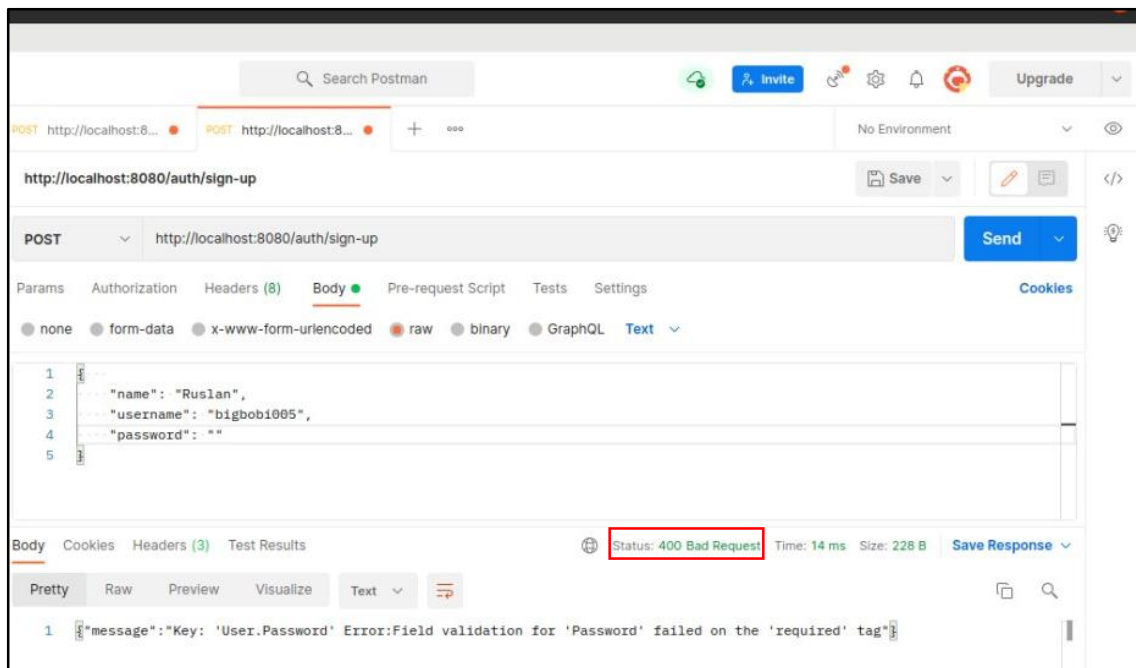 Search Postman
Invite
Upgrade
POST http://localhost:8...
POST http://localhost:8...
No Environment
http://localhost:8080/auth/sign-up
Save
</>
POST http://localhost:8080/auth/sign-up
Send
Params Authorization Headers (8) Body Pre-request Script Tests Settings Cookies
none form-data x-www-form-urlencoded raw binary GraphQL Text
1 {
2 "name": "Ruslan",
3 "username": "bigbobi005",
4 "password": ""
5 }
Body Cookies Headers (3) Test Results Status: 400 Bad Request Time: 14 ms Size: 228 B Save Response
Pretty Raw Preview Visualize Text
1 {"message":"Key: 'User.Password' Error:Field validation for 'Password' failed on the 'required' tag"}